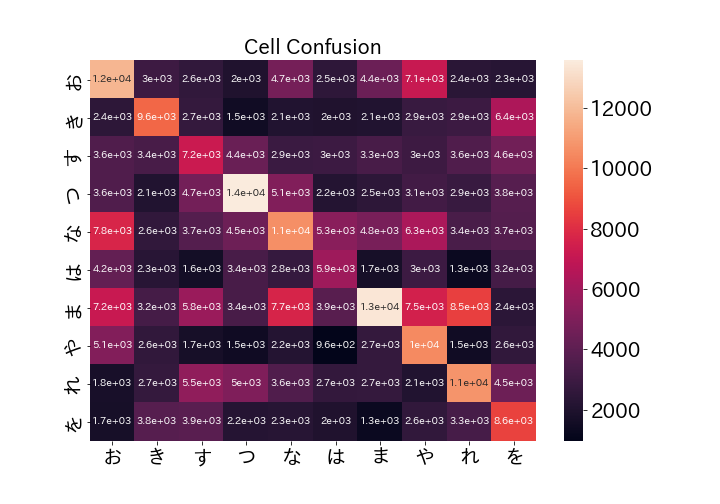 Cell Confusion
お 1.2e+04 3e+03 2.6e+03 2e+03 4.7e+03 2.5e+03 4.4e+03 7.1e+03 2.4e+03 2.3e+03
き 2.4e+03 9.6e+03 2.7e+03 1.5e+03 2.1e+03 2e+03 2.1e+03 2.9e+03 2.9e+03 6.4e+03
す 3.6e+03 3.4e+03 7.2e+03 4.4e+03 2.9e+03 3e+03 3.3e+03 3e+03 3.6e+03 4.6e+03
つ 3.6e+03 2.1e+03 4.7e+03 1.4e+04 5.1e+03 2.2e+03 2.5e+03 3.1e+03 2.9e+03 3.8e+03
な 7.8e+03 2.6e+03 3.7e+03 4.5e+03 1.1e+04 5.3e+03 4.8e+03 6.3e+03 3.4e+03 3.7e+03
は 4.2e+03 2.3e+03 1.6e+03 3.4e+03 2.8e+03 5.9e+03 1.7e+03 3e+03 1.3e+03 3.2e+03
ま 7.2e+03 3.2e+03 5.8e+03 3.4e+03 7.7e+03 3.9e+03 1.3e+04 7.5e+03 8.5e+03 2.4e+03
や 5.1e+03 2.6e+03 1.7e+03 1.5e+03 2.2e+03 9.6e+02 2.7e+03 1e+04 1.5e+03 2.6e+03
れ 1.8e+03 2.7e+03 5.5e+03 5e+03 3.6e+03 2.7e+03 2.7e+03 2.1e+03 1.1e+04 4.5e+03
を 1.7e+03 3.8e+03 3.9e+03 2.2e+03 2.3e+03 2e+03 1.3e+03 2.6e+03 3.3e+03 8.6e+03
お き す つ な は ま や れ を
12000
10000
8000
6000
4000
2000